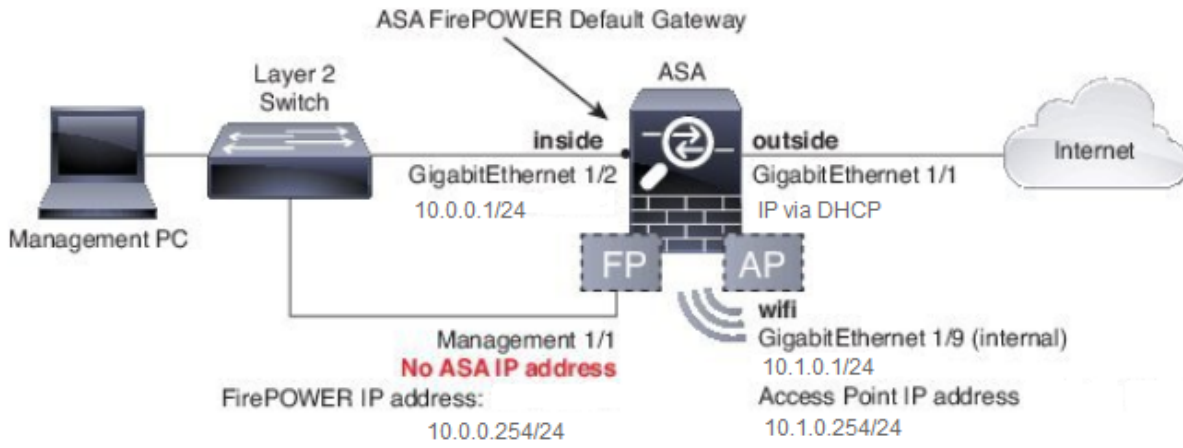 ASA FirePOWER Default Gateway
Layer 2
Switch
ASA
inside
outside
Internet
GigabitEthernet 1/2
GigabitEthernet 1/1
10.0.0.1/24
IP via DHCP
Management PC
FP
AP
wifi
Management 1/1
GigabitEthernet 1/9 (internal)
No ASA IP address
10.1.0.1/24
FirePOWER IP address:
Access Point IP address
10.0.0.254/24
10.1.0.254/24